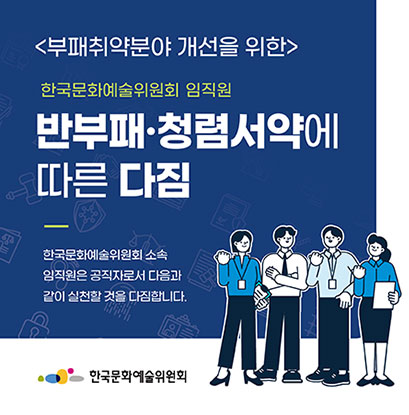 <부패취약분야 개선을 위한>
한국문화예술위원회 임직원
반부패·청렴서약에
따른 다짐
한국문화예술위원회 소속
임직원은 공직자로서 다음과
같이 실천할 것을 다짐합니다.
한국문화예술위원회